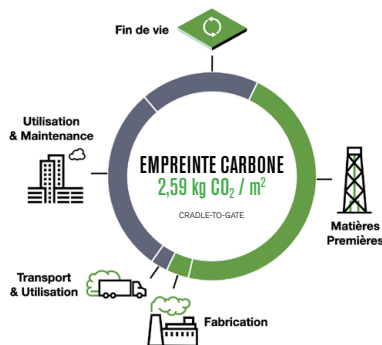 Fin de vie
Utilisation
& Maintenance
EMPREINTE CARBONE
2,59 kg CO₂ / m²
CRADLE-TO-GATE
Matières
Premières
Transport
& Utilisation
Fabrication